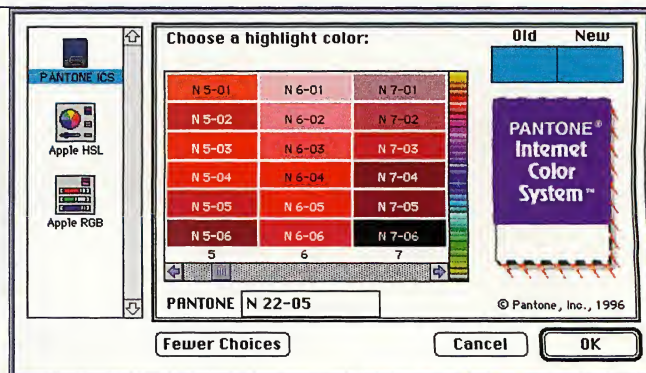 Choose a highlight color:
Old New
PANTONE ICS
Apple HSL
Apple RGB
N 5-01 N 6-01 N 7-01
N 5-02 N 6-02 N 7-02
N 5-03 N 6-03 N 7-03
N 5-04 N 6-04 N 7-04
N 5-05 N 6-05 N 7-05
N 5-06 N 6-06 N 7-06
5 6 7
PANTONE N 22-05
PANTONE®
Internet
Color
System™
© Pantone, Inc., 1996
Fewer Choices Cancel OK